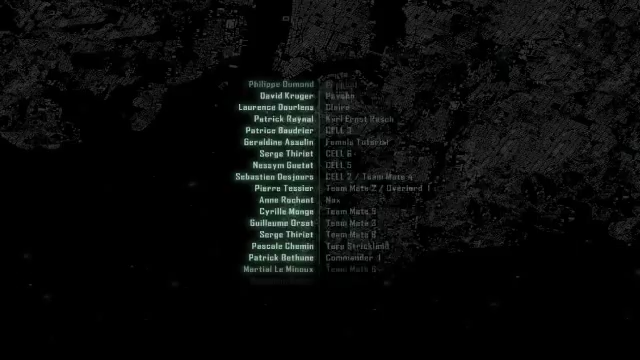 Philippe Dumond Prophet
David Kruger Psycho
Laurence Dourlens Claire
Patrick Raynal Karl Ernst Rasch
Patrice Baudrier CELL 3
Geraldine Asselin Female Tutorial
Serge Thiriet CELL 6
Nessym Guetat CELL 5
Sebastien Desjours CELL 2 / Team Mate 4
Pierre Tessier Team Mate 2 / Overlord 1
Anne Rochant Nax
Cyrille Monge Team Mate 5
Guillaume Orsat Team Mate 3
Serge Thiriet Team Mate 8
Pascale Chemin Tara Strickland
Patrick Bethune Commander 1
Martial Le Minoux Team Mate 6